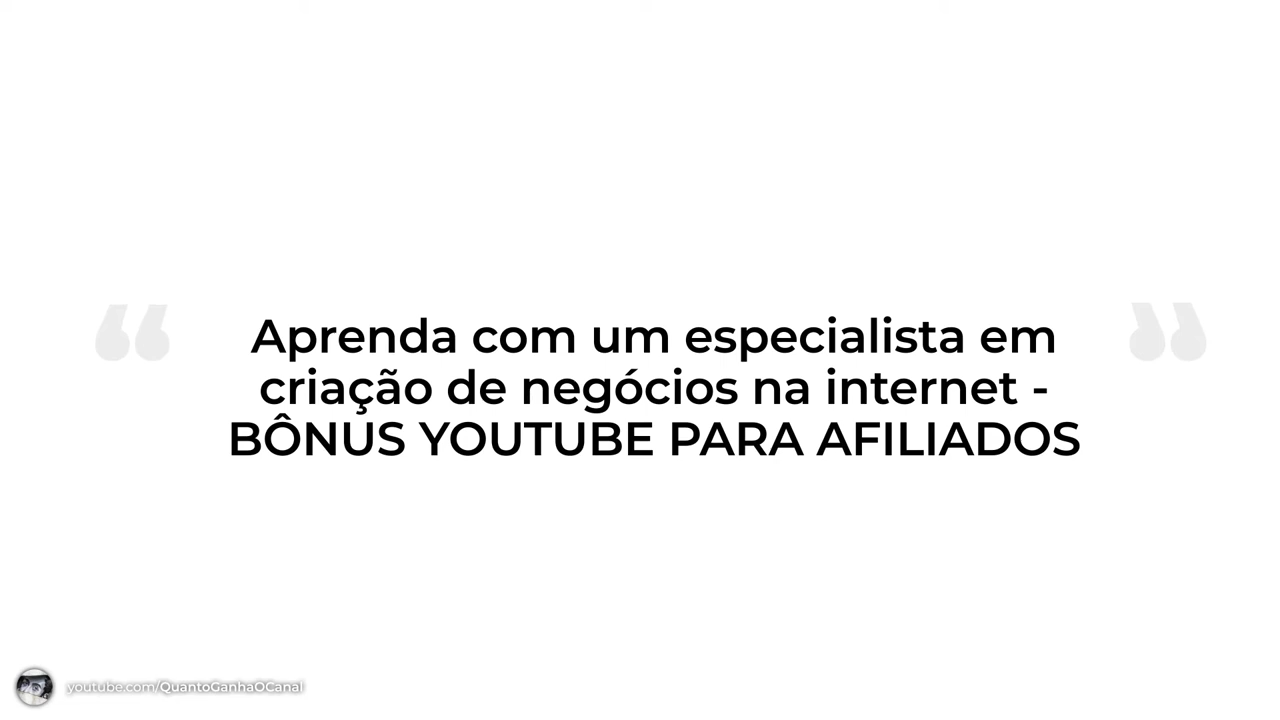 Aprenda com um especialista em
criação de negócios na internet -
BÔNUS YOUTUBE PARA AFILIADOS
youtube.com/QuantoGanhaOCanal